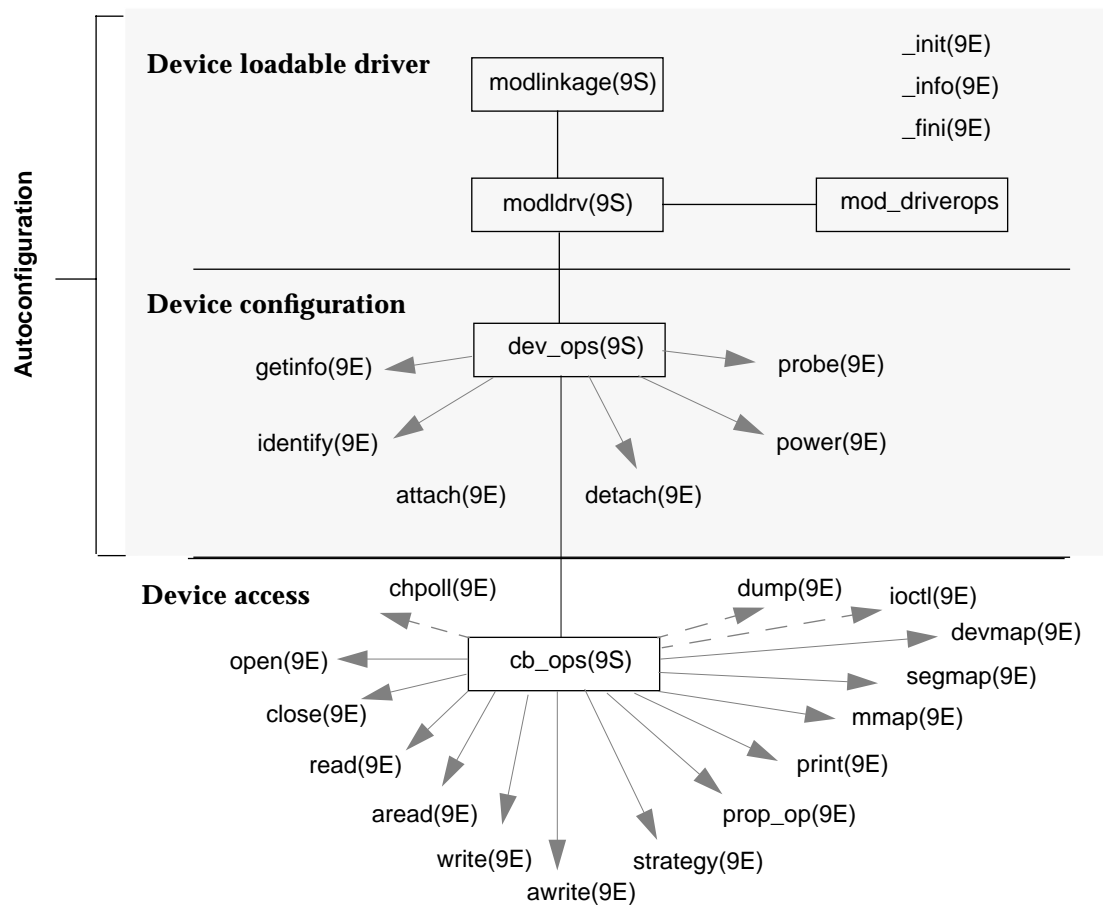 _init(9E)
Device loadable driver
modlinkage(9S)
_info(9E)
_fini(9E)
modldrv(9S)
mod_driverops
Autoconfiguration
Device configuration
dev_ops(9S)
getinfo(9E)
probe(9E)
identify(9E)
power(9E)
attach(9E)
detach(9E)
Device access
chpoll(9E)
dump(9E)
ioctl(9E)
devmap(9E)
open(9E)
cb_ops(9S)
segmap(9E)
close(9E)
mmap(9E)
read(9E)
print(9E)
aread(9E)
prop_op(9E)
write(9E)
strategy(9E)
awrite(9E)